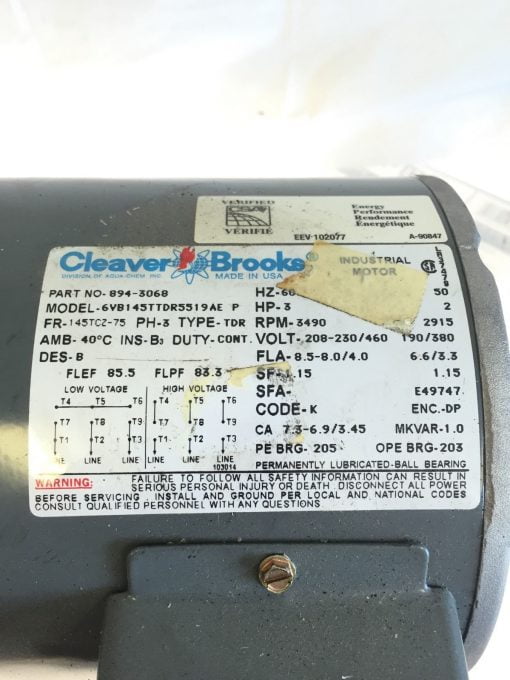 VERIFIED
CSA
VERIFIÉ
Energy
Performance
Rendement
Energétique
EEV-102077 A-90847
Cleaver Brooks®
DIVISION OF AQUA-CHEM INC. MADE IN USA
INDUSTRIAL
MOTOR
PART NO-894-3068 HZ-60 50
MODEL-6VB145TTDR5519AE P HP-3 2
FR-145TCZ-75 PH-3 TYPE-TDR RPM-3490 2915
AMB-40°C INS-B3 DUTY-CONT. VOLT-208-230/460 190/380
DES-B FLA-8.5-8.0/4.0 6.6/3.3
FLEF 85.5 FLPF 83.3 SF-1.15 1.15
LOW VOLTAGE HIGH VOLTAGE SFA- E49747
T4 T5 T6 T4 T5 T6 CODE-K ENC.-DP
T7 T8 T9 T7 T8 T9 CA 7.3-6.9/3.45 MKVAR-1.0
T1 T2 T3 T1 T2 T3 PE BRG-205 OPE BRG-203
LINE LINE LINE LINE LINE LINE
103014 PERMANENTLY LUBRICATED-BALL BEARING
WARNING: FAILURE TO FOLLOW ALL SAFETY INFORMATION CAN RESULT IN
SERIOUS PERSONAL INJURY OR DEATH. DISCONNECT ALL POWER
BEFORE SERVICING. INSTALL AND GROUND PER LOCAL AND NATIONAL CODES
CONSULT QUALIFIED PERSONNEL WITH ANY QUESTIONS.